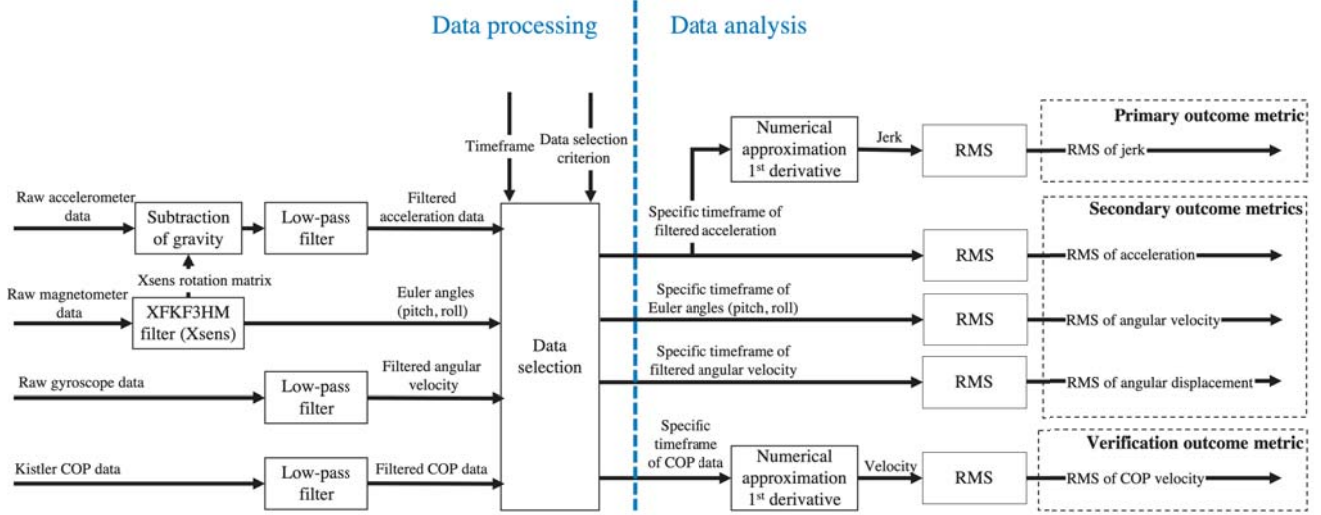 Data processing
Data analysis
Timeframe
Data selection
criterion
Raw accelerometer
data
Subtraction
of gravity
Low-pass
filter
Filtered
acceleration data
Xsens rotation matrix
Raw magnetometer
data
XFKF3HM
filter (Xsens)
Euler angles
(pitch, roll)
Raw gyroscope data
Low-pass
filter
Filtered angular
velocity
Kistler COP data
Low-pass
filter
Filtered COP data
Data
selection
Numerical
approximation
1st derivative
Jerk
RMS
Primary outcome metric
RMS of jerk
Specific timeframe of
filtered acceleration
RMS
Secondary outcome metrics
RMS of acceleration
Specific timeframe of
Euler angles (pitch, roll)
RMS
RMS of angular velocity
Specific timeframe of
filtered angular velocity
RMS
RMS of angular displacement
Specific
timeframe
of COP data
Numerical
approximation
1st derivative
Velocity
RMS
Verification outcome metric
RMS of COP velocity